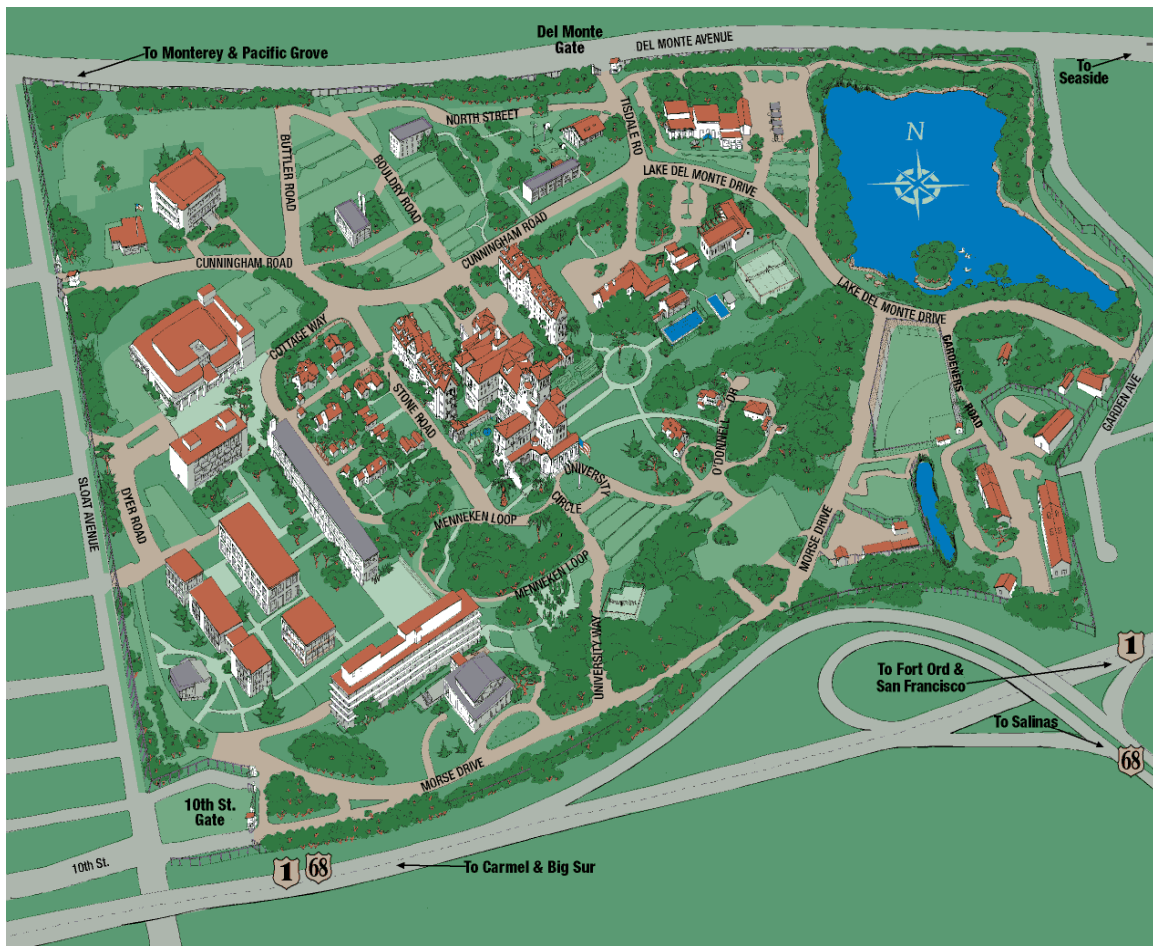 Del Monte
Gate
DEL MONTE AVENUE
To Monterey & Pacific Grove
To
Seaside
NORTH STREET
TISDALE RD
BUTTLER ROAD
BOULDRY ROAD
N
LAKE DEL MONTE DRIVE
CUNNINGHAM ROAD
CUNNINGHAM ROAD
LAKE DEL MONTE DRIVE
COTTAGE WAY
GARDENERS
ROAD
STONE ROAD
GARDEN AVE
O'DONNELL DR
SLOAT AVENUE
DYER ROAD
UNIVERSITY
CIRCLE
MENNEKEN LOOP
MORSE DRIVE
MENNEKEN LOOP
UNIVERSITY WAY
1
To Fort Ord &
San Francisco
To Salinas
68
MORSE DRIVE
10th St.
Gate
10th St.
1
68
To Carmel & Big Sur